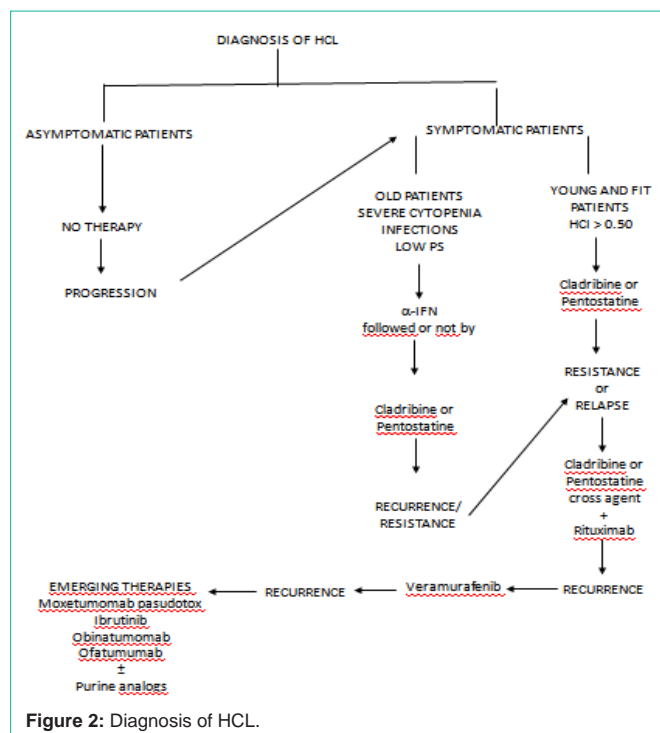 DIAGNOSIS OF HCL
ASYMPTOMATIC PATIENTS
NO THERAPY
PROGRESSION
SYMPTOMATIC PATIENTS
OLD PATIENTS
SEVERE CYTOPENIA
INFECTIONS
LOW PS
α-IFN
followed or not by
Cladribine or
Pentostatine
RECURRENCE/
RESISTANCE
YOUNG AND FIT
PATIENTS
HCI > 0.50
Cladribine or
Pentostatine
RESISTANCE
or
RELAPSE
Cladribine or
Pentostatine
cross agent
+
Rituximab
RECURRENCE
Veramurafenib
RECURRENCE
EMERGING THERAPIES
Moxetumomab pasudotox
Ibrutinib
Obinatumomab
Ofatumumab
±
Purine analogs
Figure 2: Diagnosis of HCL.